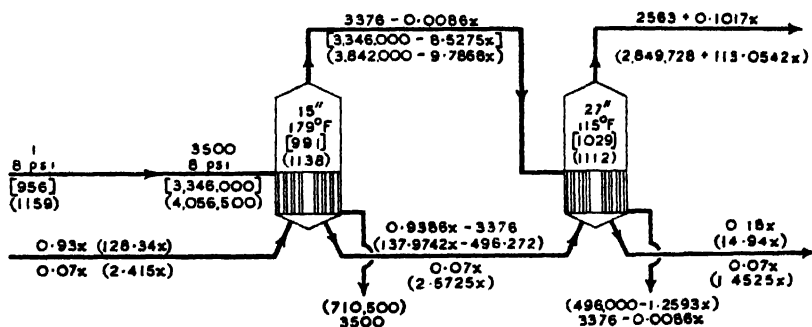 3376 – 0.0086x
[3,346,000 – 8.5275x]
(3,842,000 – 9.7868x)
2563 + 0.1017x
(2,849,728 + 113.0542x)
15"
179°F
[991]
(1138)
27"
115°F
[1029]
(1112)
1
8 psi
[956]
(1159)
3500
8 psi
[3,346,000]
(4,056,500)
0.93x (128.34x)
0.07x (2.415x)
0.9386x – 3376
(137.9742x – 496.272)
0.07x
(2.5725x)
0.18x
(14.94x)
0.07x
(1.4525x)
(710,500)
3500
(496,000 – 1.2593x)
3376 – 0.0086x